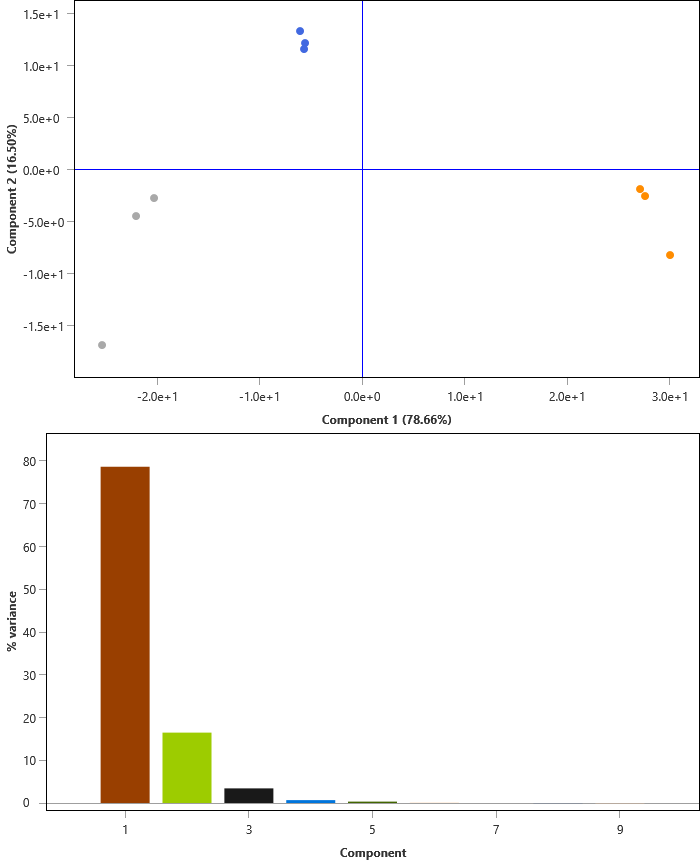 1.5e+1
1.0e+1
5.0e+0
0.0e+0
-5.0e+0
-1.0e+1
-1.5e+1
Component 2 (16.50%)
-2.0e+1 -1.0e+1 0.0e+0 1.0e+1 2.0e+1 3.0e+1
Component 1 (78.66%)
80
70
60
50
40
30
20
10
0
% variance
1 3 5 7 9
Component